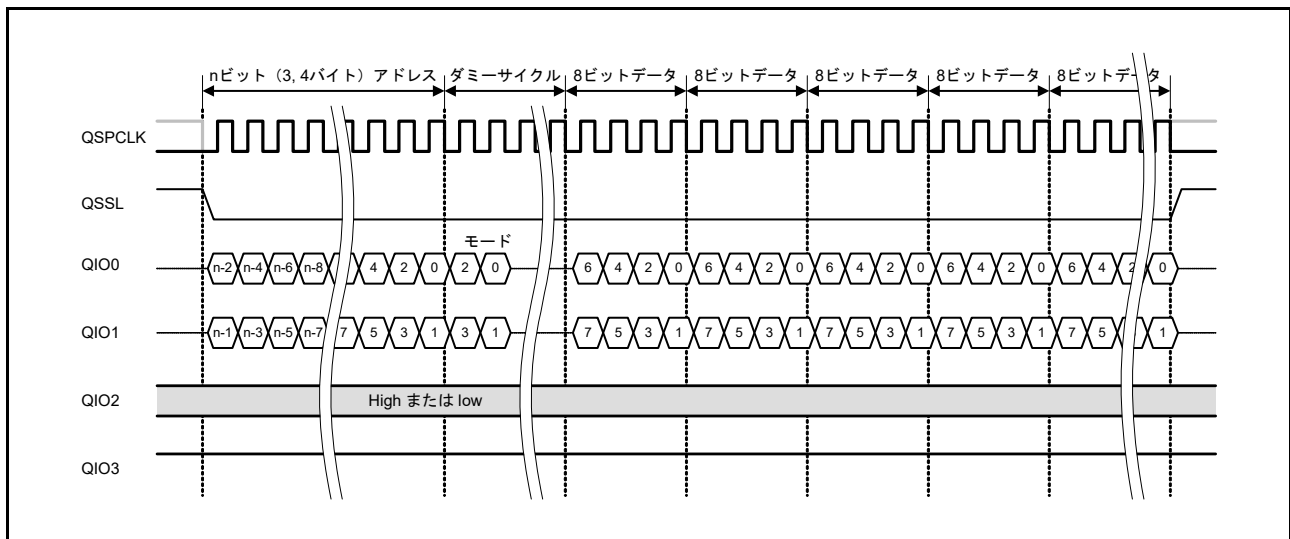 nビット（3, 4バイト）アドレス ダミーサイクル 8ビットデータ 8ビットデータ 8ビットデータ 8ビットデータ 8ビットデータ
QSPCLK
QSSL
モード
QIO0 n-2 n-4 n-6 n-8 4 2 0 2 0 6 4 2 0 6 4 2 0 6 4 2 0 6 4 2 0 6 4 2 0
QIO1 n-1 n-3 n-5 n-7 7 5 3 1 3 1 7 5 3 1 7 5 3 1 7 5 3 1 7 5 3 1 7 5 1
QIO2 High または low
QIO3